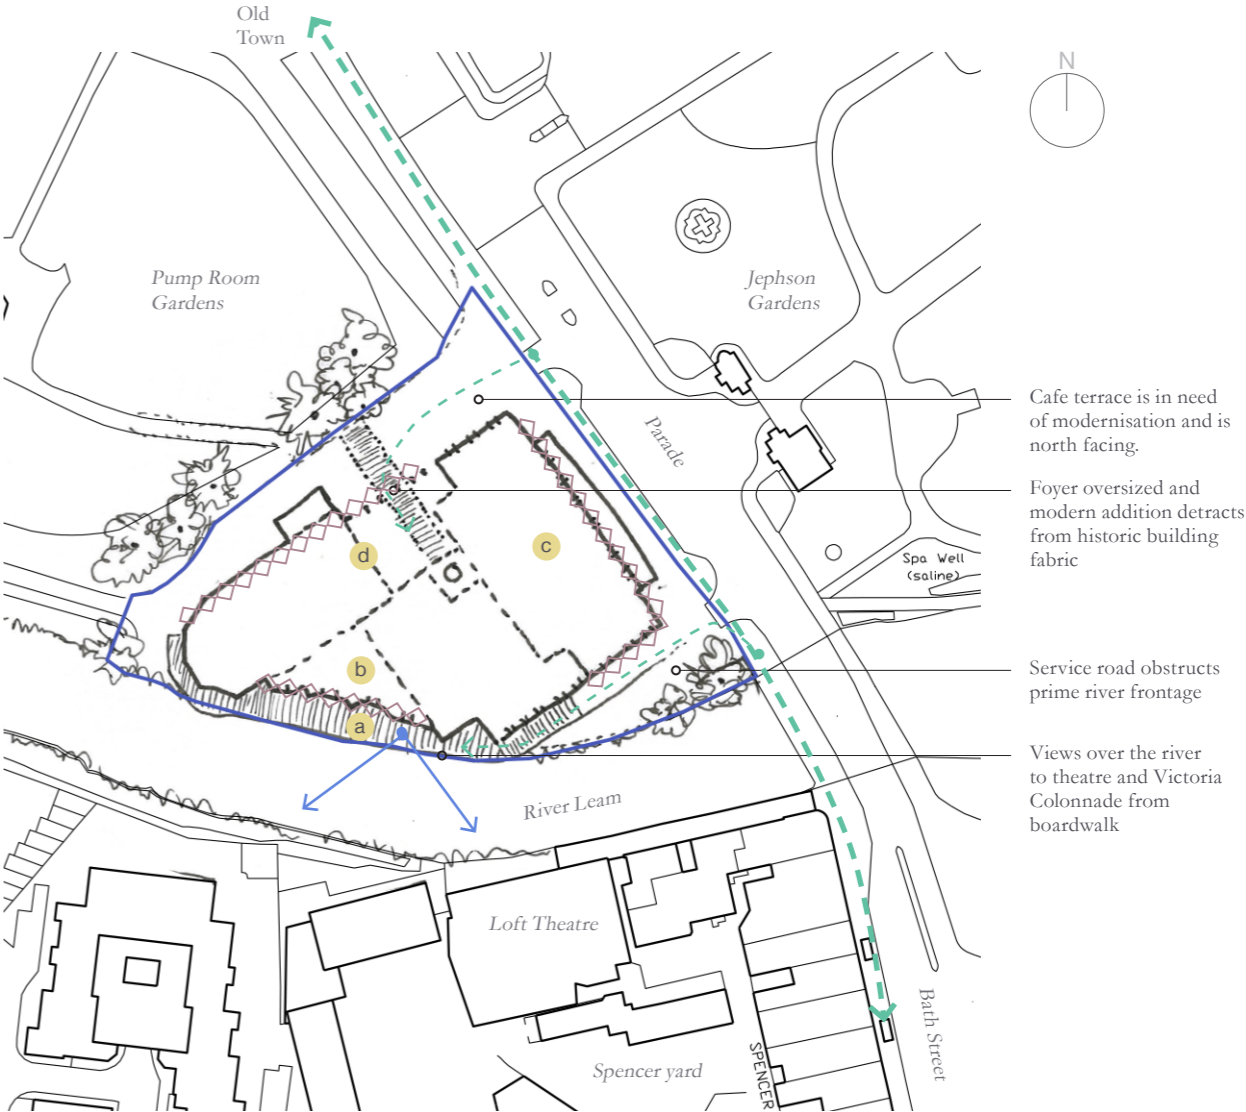 Old
Town
N
Pump Room
Gardens
Jephson
Gardens
Parade
Cafe terrace is in need
of modernisation and is
north facing.
Foyer oversized and
modern addition detracts
from historic building
fabric
c
d
Spa Well
(saline)
b
a
Service road obstructs
prime river frontage
Views over the river
to theatre and Victoria
Colonnade from
boardwalk
River Leam
Loft Theatre
Bath Street
Spencer yard
SPENCER